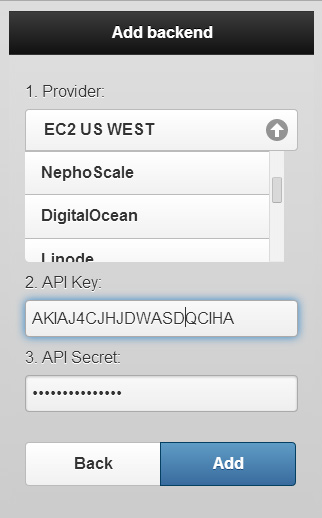 Add backend
1. Provider:
EC2 US WEST
NephoScale
DigitalOcean
Linode
2. API Key:
AKIAJ4CJHJDWASDQCIHA
3. API Secret:
•••••••••••••••
Back
Add